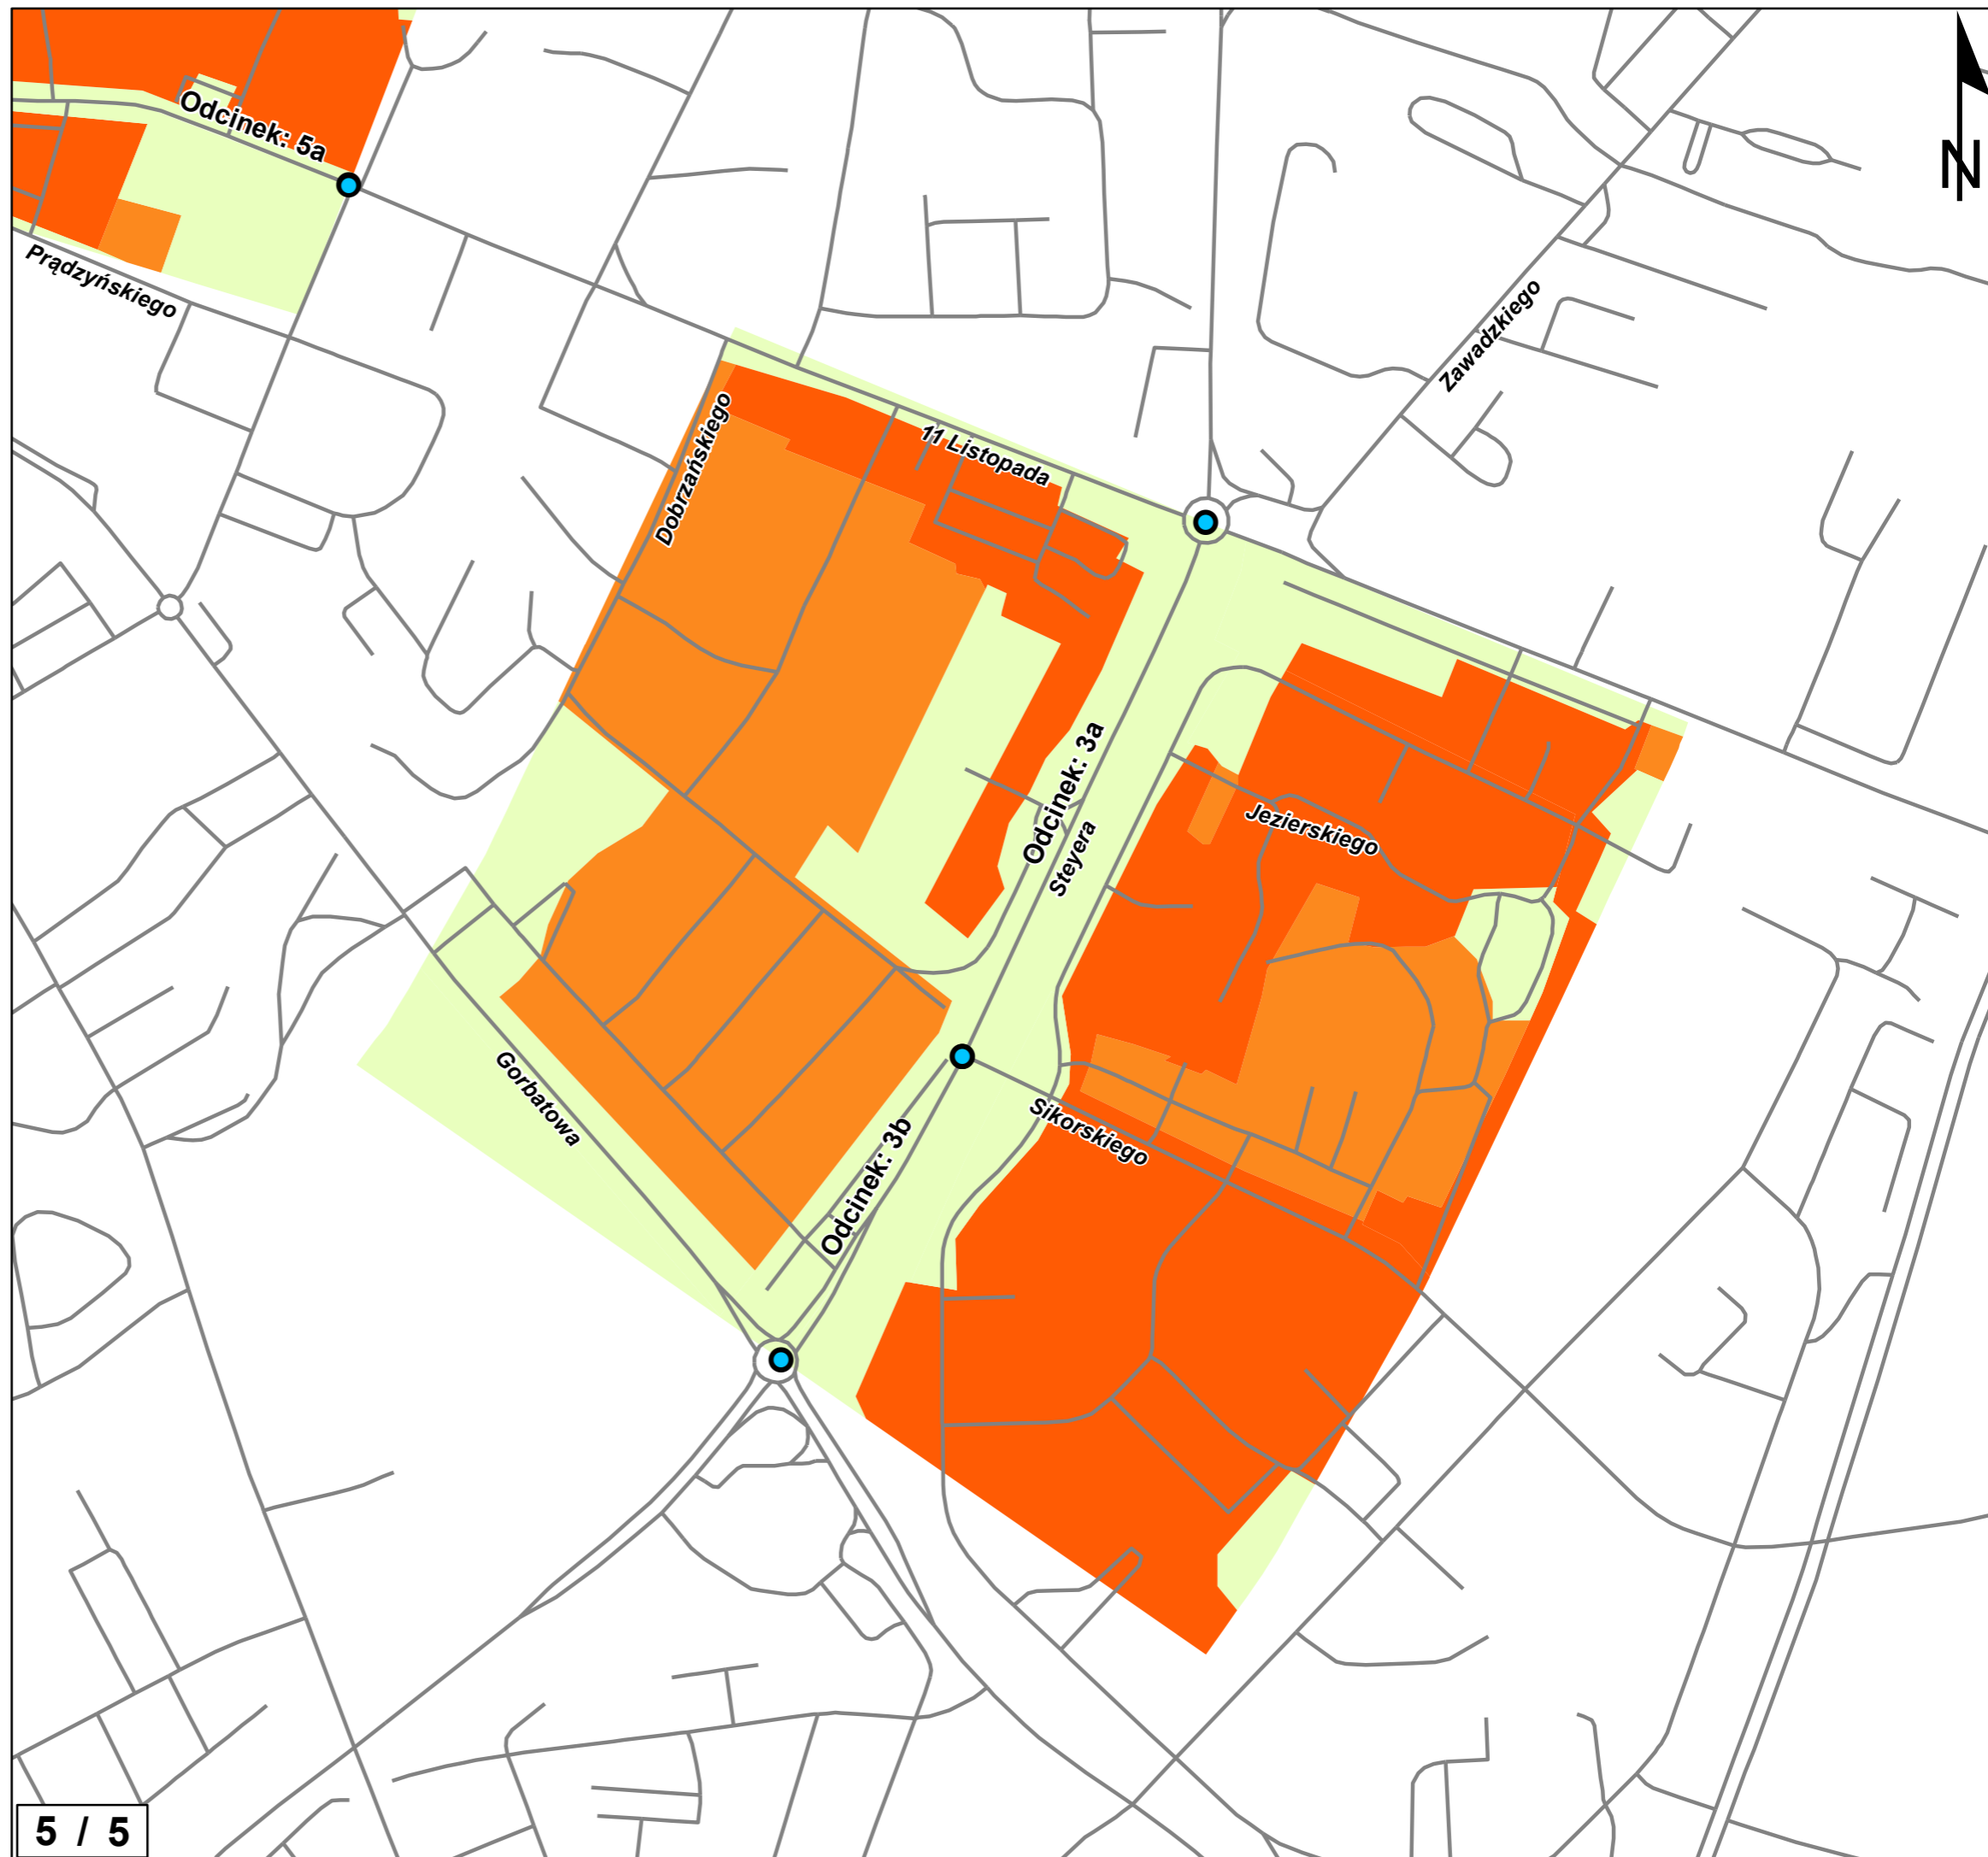 Odcinek: 5a
N
Prądzyńskiego
Zawadzkiego
Dobrzańskiego
11 Listopada
Odcinek: 3a
Steyera
Jezierskiego
Gorbatowa
Sikorskiego
Odcinek: 3b
5 / 5